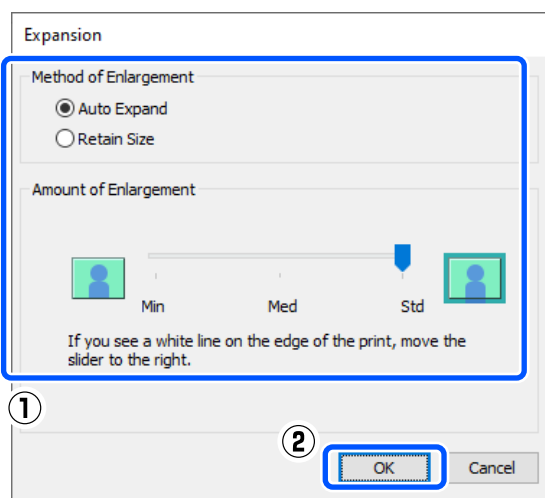 Expansion
Method of Enlargement
Auto Expand
Retain Size
Amount of Enlargement
Min Med Std
If you see a white line on the edge of the print, move the
slider to the right.
①
②
OK Cancel